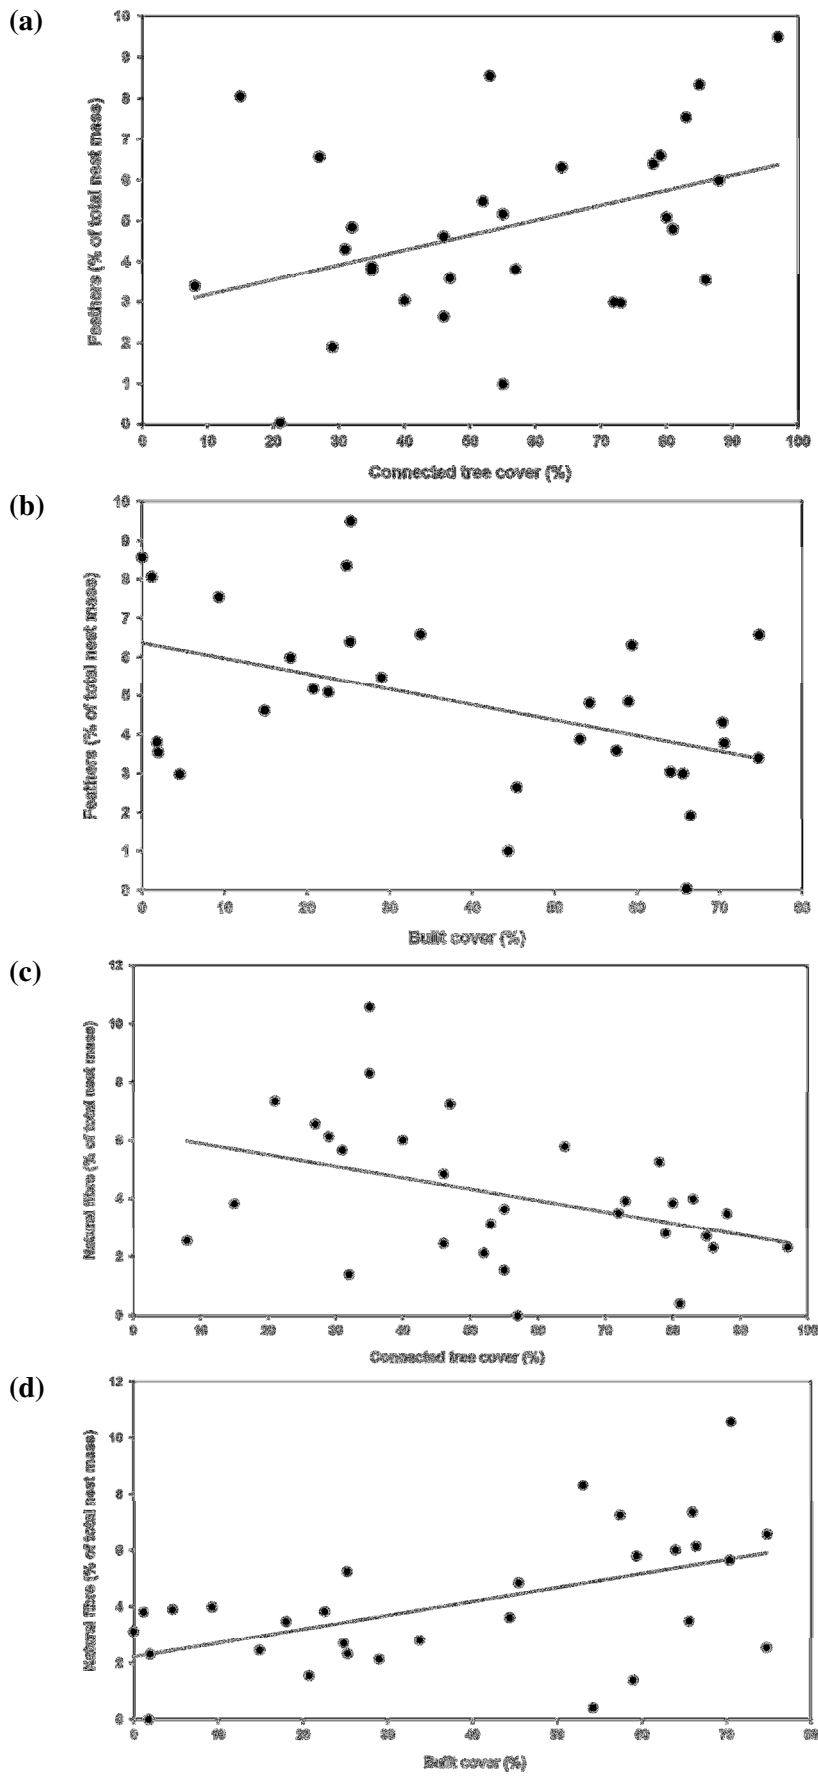 (a)
10
9
8
7
6
5
4
3
2
1
0
Feathers (% of total nest mass)
0 10 20 30 40 50 60 70 80 90 100
Connected tree cover (%)
(b)
10
9
8
7
6
5
4
3
2
1
0
Feathers (% of total nest mass)
0 10 20 30 40 50 60 70 80
Built cover (%)
(c)
12
10
8
6
4
2
0
Natural fibre (% of total nest mass)
0 10 20 30 40 50 60 70 80 90 100
Connected tree cover (%)
(d)
12
10
8
6
4
2
0
Natural fibre (% of total nest mass)
0 10 20 30 40 50 60 70 80
Built cover (%)